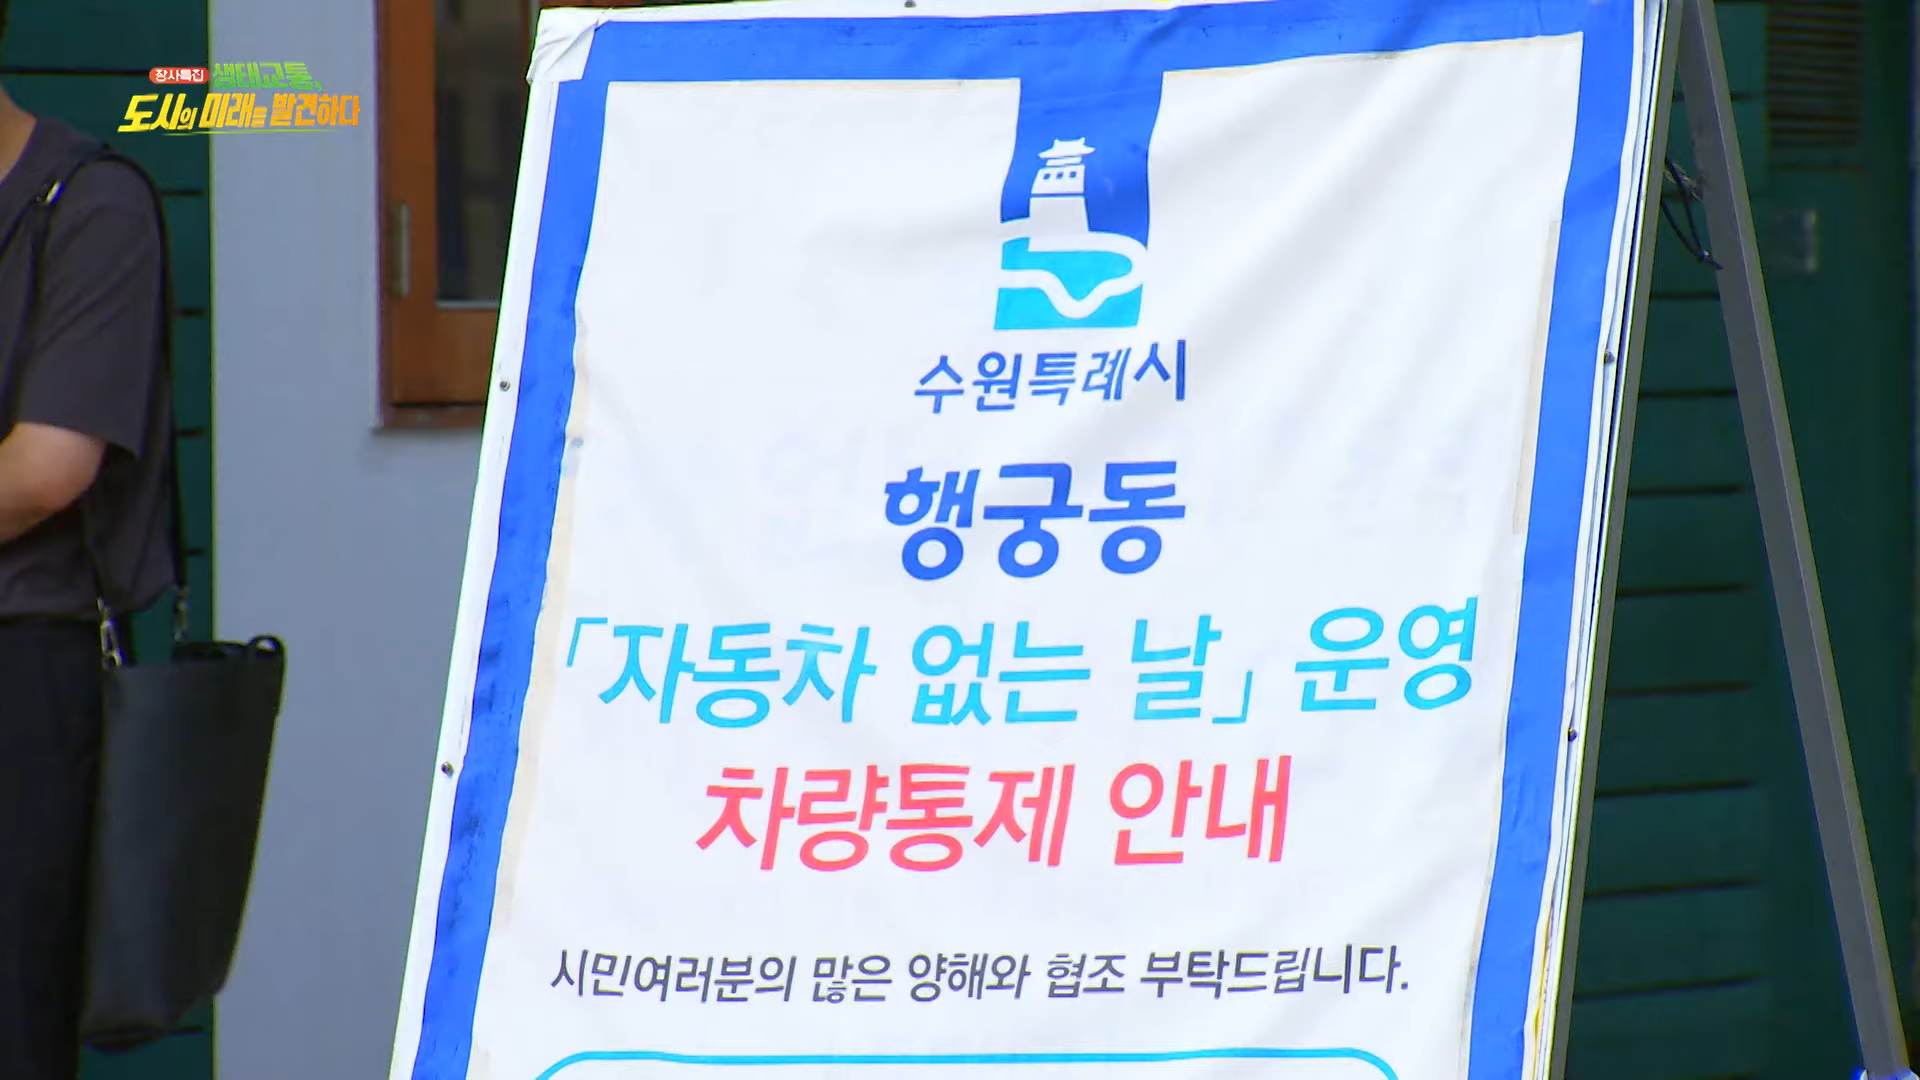 창사특집 생태교통,
도시의 미래를 발견하다
수원특례시
행궁동
「자동차 없는 날」 운영
차량통제 안내
시민여러분의 많은 양해와 협조 부탁드립니다.